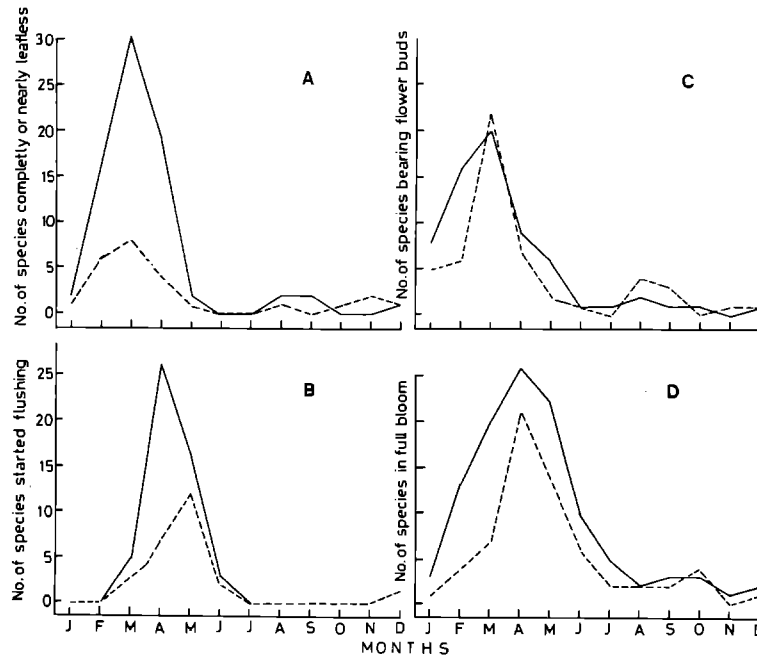 No. of species completly or nearly leafless
30
25
20
15
10
5
0
A
No. of species bearing flower buds
C
No. of species started flushing
25
20
15
10
5
0
B
J F M A M J J A S O N D
No. of species in full bloom
D
J F M A M J J A S O N D
MONTHS